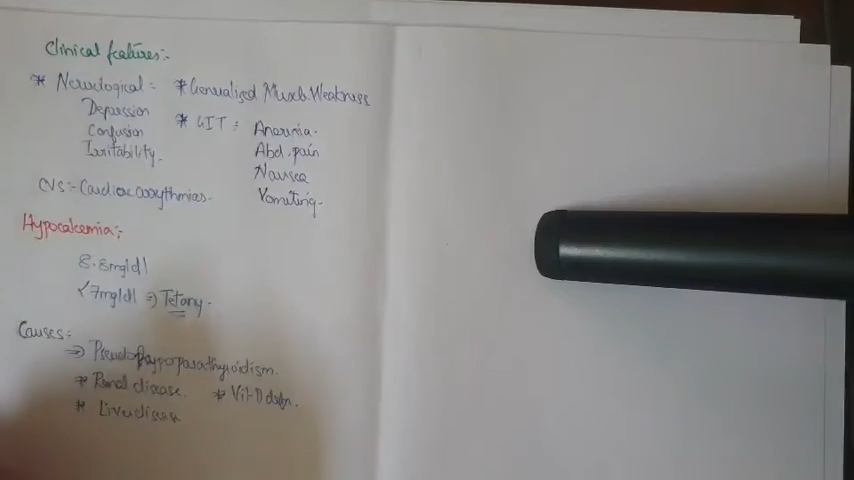 Clinical features:-
* Neurological:
Depression
Confusion
Irritability.
* Generalized Muscle Weakness
* GIT:
Anorexia.
Abd. pain
Nausea
Vomiting.
CVS:- Cardiac arrythmias.
Hypocalcemia:-
8.8mg/dl
<7mg/dl => Tetany.
Causes:-
=> Pseudohypoparathyroidism.
* Renal disease. * Vit-D defn.
* Liver disease